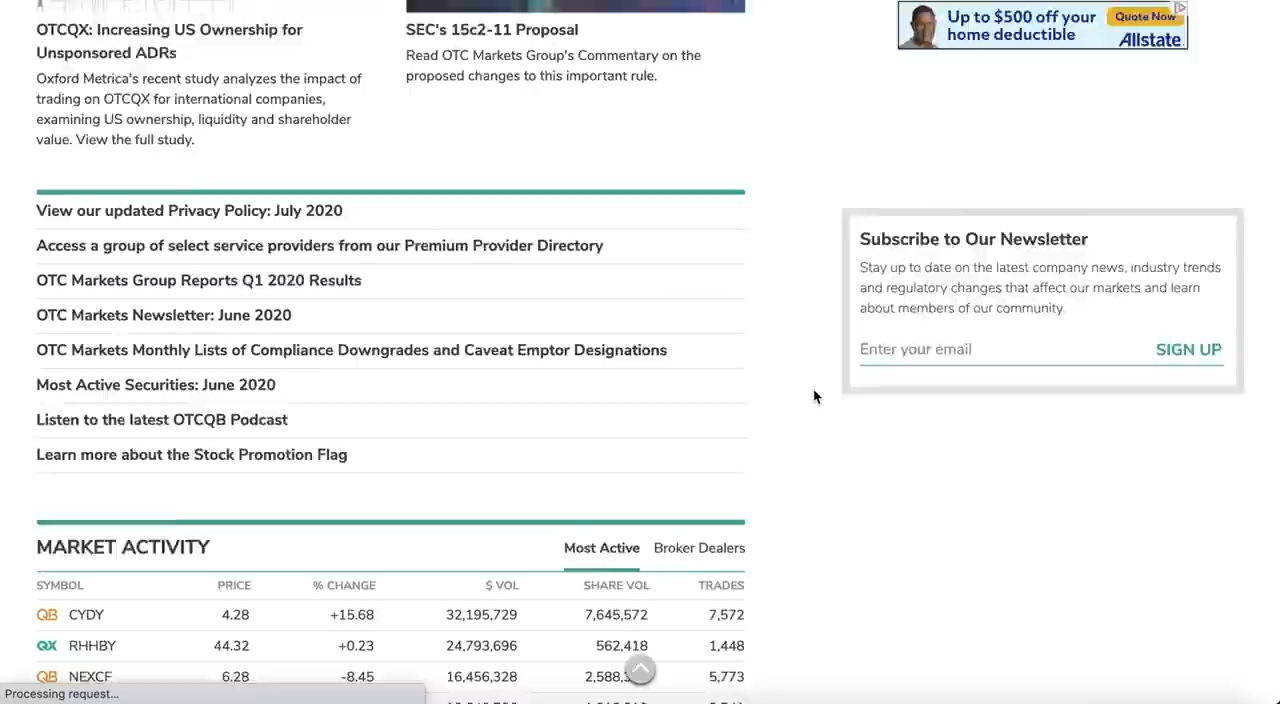 OTCQX: Increasing US Ownership for
Unsponsored ADRs
Oxford Metrica's recent study analyzes the impact of
trading on OTCQX for international companies,
examining US ownership, liquidity and shareholder
value. View the full study.
SEC's 15c2-11 Proposal
Read OTC Markets Group's Commentary on the
proposed changes to this important rule.
Up to $500 off your
home deductible
Quote Now
Allstate
View our updated Privacy Policy: July 2020
Access a group of select service providers from our Premium Provider Directory
OTC Markets Group Reports Q1 2020 Results
OTC Markets Newsletter: June 2020
OTC Markets Monthly Lists of Compliance Downgrades and Caveat Emptor Designations
Most Active Securities: June 2020
Listen to the latest OTCQB Podcast
Learn more about the Stock Promotion Flag
Subscribe to Our Newsletter
Stay up to date on the latest company news, industry trends
and regulatory changes that affect our markets and learn
about members of our community.
Enter your email SIGN UP
MARKET ACTIVITY Most Active Broker Dealers
SYMBOL PRICE % CHANGE $ VOL SHARE VOL TRADES
QB CYDY 4.28 +15.68 32,195,729 7,645,572 7,572
QX RHHBY 44.32 +0.23 24,793,696 562,418 1,448
QB NEXCF 6.28 -8.45 16,456,328 5,773
Processing request...